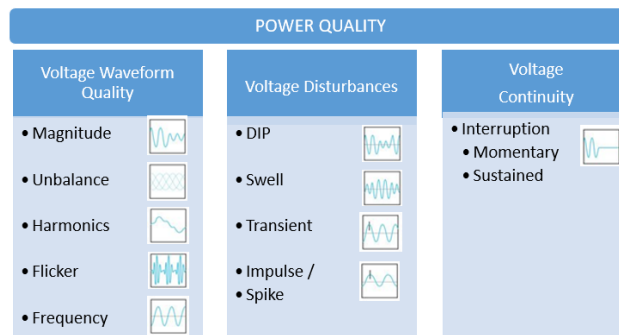 POWER QUALITY
Voltage Waveform
Quality
• Magnitude
• Unbalance
• Harmonics
• Flicker
• Frequency
Voltage Disturbances
• DIP
• Swell
• Transient
• Impulse /
• Spike
Voltage
Continuity
• Interruption
• Momentary
• Sustained